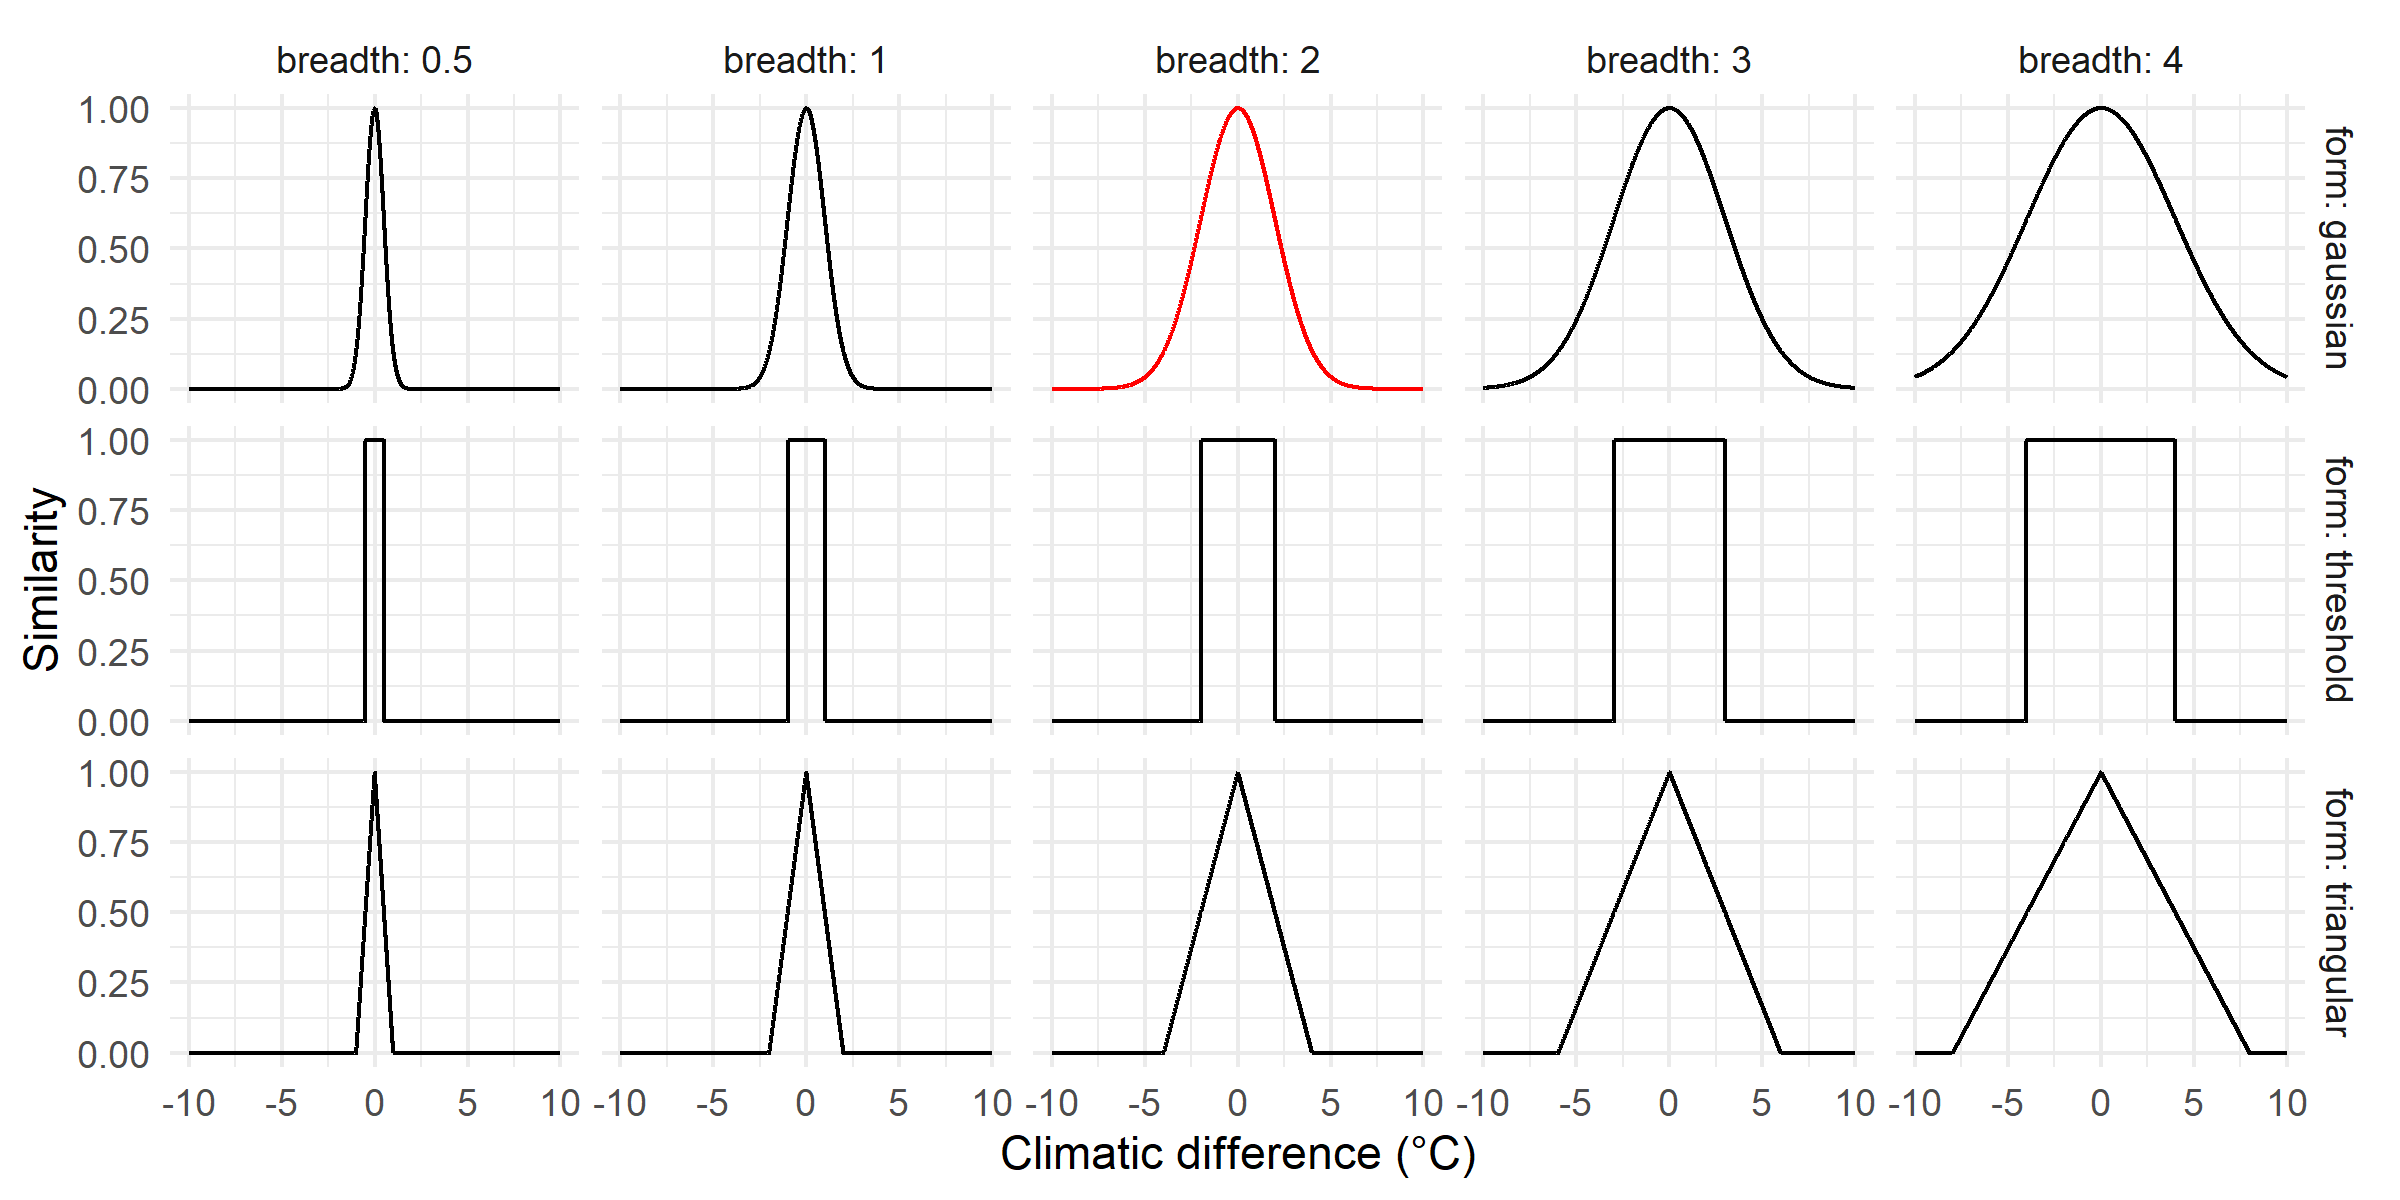 breadth: 0.5 breadth: 1 breadth: 2 breadth: 3 breadth: 4
1.00
0.75
0.50
0.25
0.00
form: gaussian
1.00
0.75
0.50
0.25
0.00
form: threshold
1.00
0.75
0.50
0.25
0.00
form: triangular
Similarity
-10 -5 0 5 10 -10 -5 0 5 10 -10 -5 0 5 10 -10 -5 0 5 10 -10 -5 0 5 10
Climatic difference (°C)